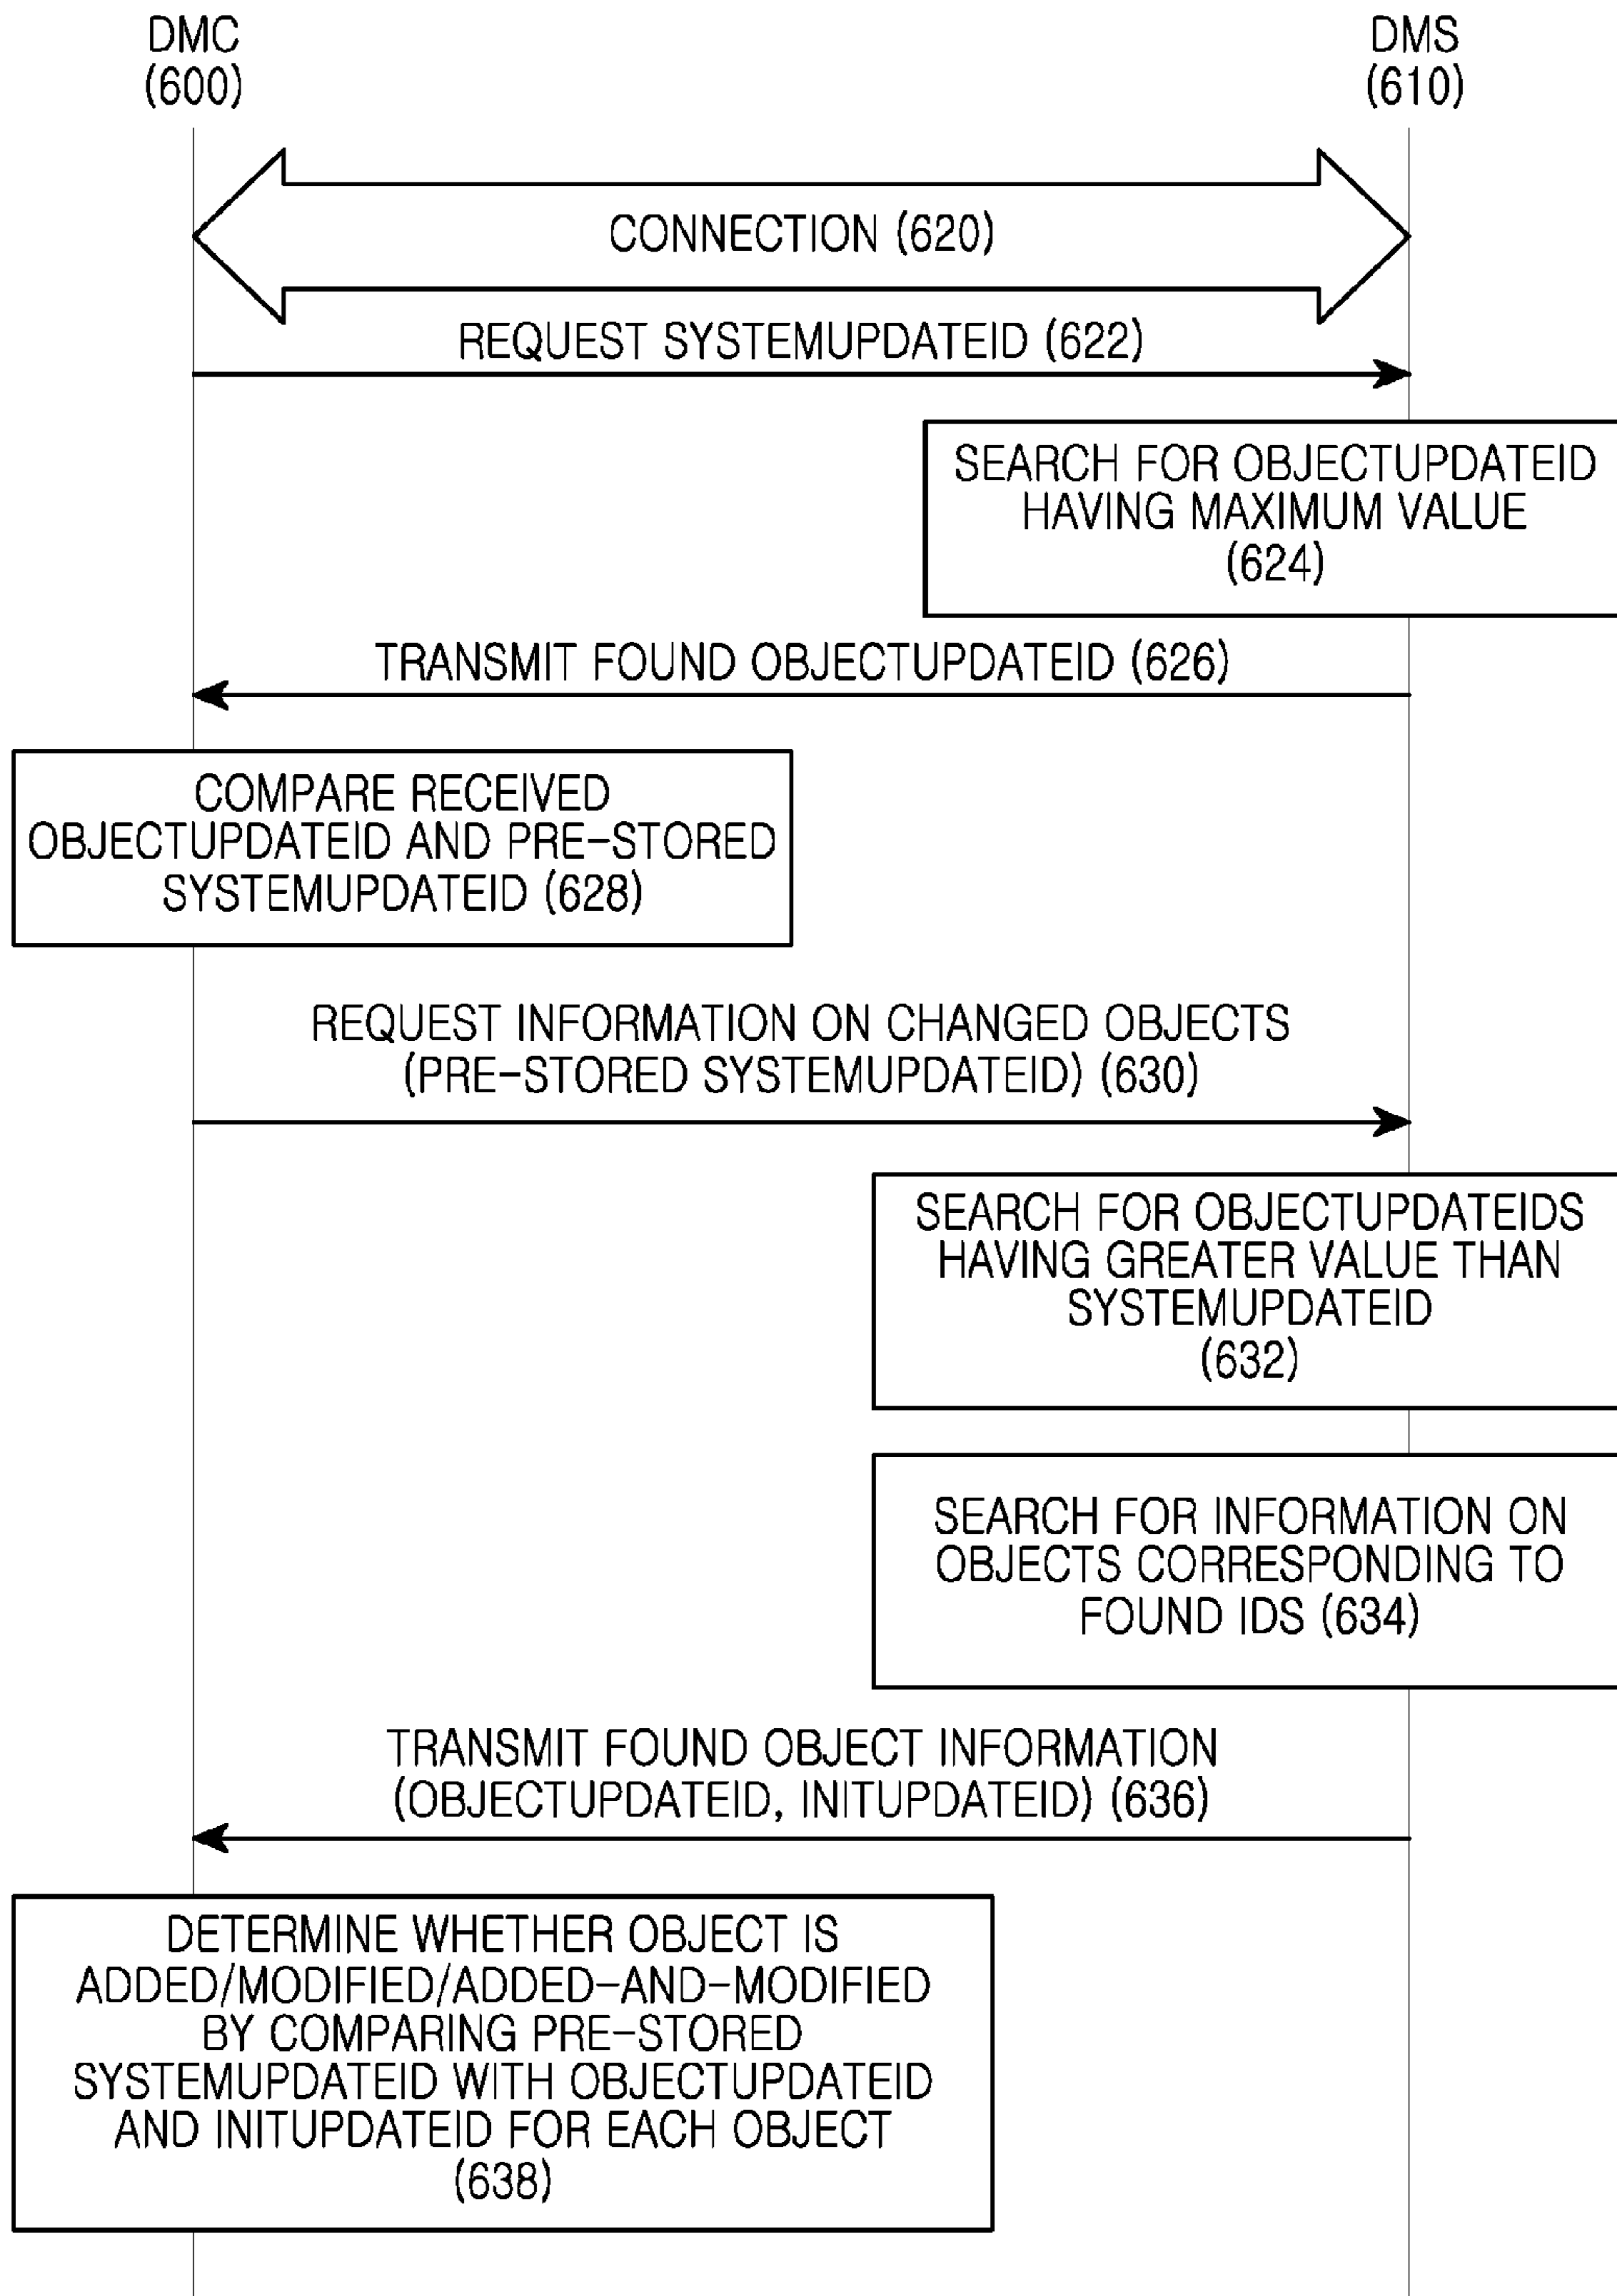 DMC
(600)
DMS
(610)
CONNECTION (620)
REQUEST SYSTEMUPDATEID (622)
SEARCH FOR OBJECTUPDATEID
HAVING MAXIMUM VALUE
(624)
TRANSMIT FOUND OBJECTUPDATEID (626)
COMPARE RECEIVED
OBJECTUPDATEID AND PRE-STORED
SYSTEMUPDATEID (628)
REQUEST INFORMATION ON CHANGED OBJECTS
(PRE-STORED SYSTEMUPDATEID) (630)
SEARCH FOR OBJECTUPDATEIDS
HAVING GREATER VALUE THAN
SYSTEMUPDATEID
(632)
SEARCH FOR INFORMATION ON
OBJECTS CORRESPONDING TO
FOUND IDS (634)
TRANSMIT FOUND OBJECT INFORMATION
(OBJECTUPDATEID, INITUPDATEID) (636)
DETERMINE WHETHER OBJECT IS
ADDED/MODIFIED/ADDED-AND-MODIFIED
BY COMPARING PRE-STORED
SYSTEMUPDATEID WITH OBJECTUPDATEID
AND INITUPDATEID FOR EACH OBJECT
(638)